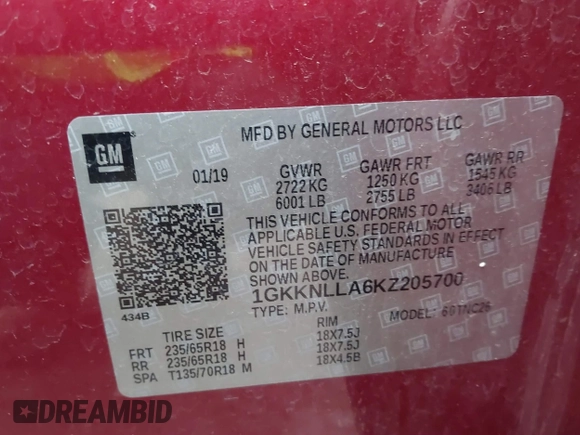 GM
MFD BY GENERAL MOTORS LLC
01/19 GVWR GAWR FRT GAWR RR
2722 KG 1250 KG 1545 KG
6001 LB 2755 LB 3406 LB
THIS VEHICLE CONFORMS TO ALL
APPLICABLE U.S. FEDERAL MOTOR
VEHICLE SAFETY STANDARDS IN EFFECT
ON THE DATE OF MANUFACTURE
SHOWN ABOVE.
1GKKNLLA6KZ205700
434B TYPE: M.P.V. MODEL: 6GTNC26
TIRE SIZE RIM
FRT 235/65R18 H 18X7.5J
RR 235/65R18 H 18X7.5J
SPA T135/70R18 M 18X4.5B
DREAMBID